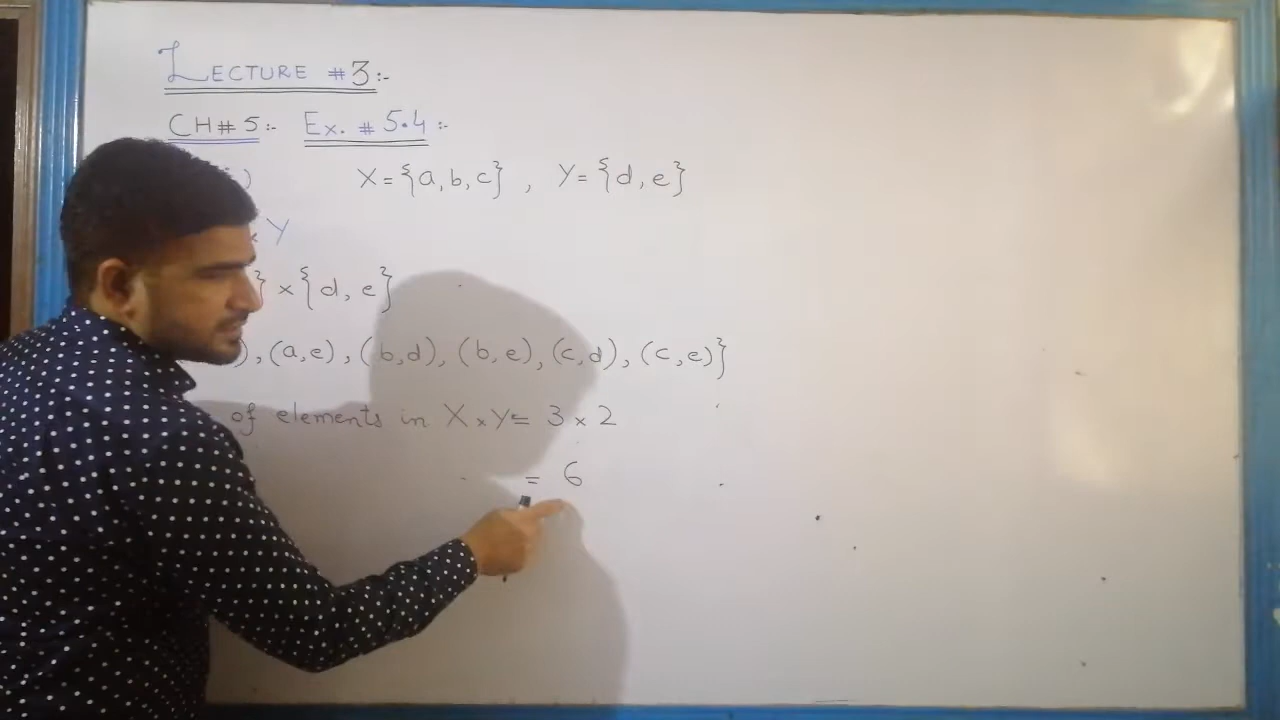 LECTURE #3:-
CH#5:- Ex. # 5.4 :-
) X={a,b,c} , Y={d,e}
× Y
} ×{d, e}
),(a,e),(b,d),(b,e),(c,d),(c,e)}
of elements in X×Y= 3×2
= 6